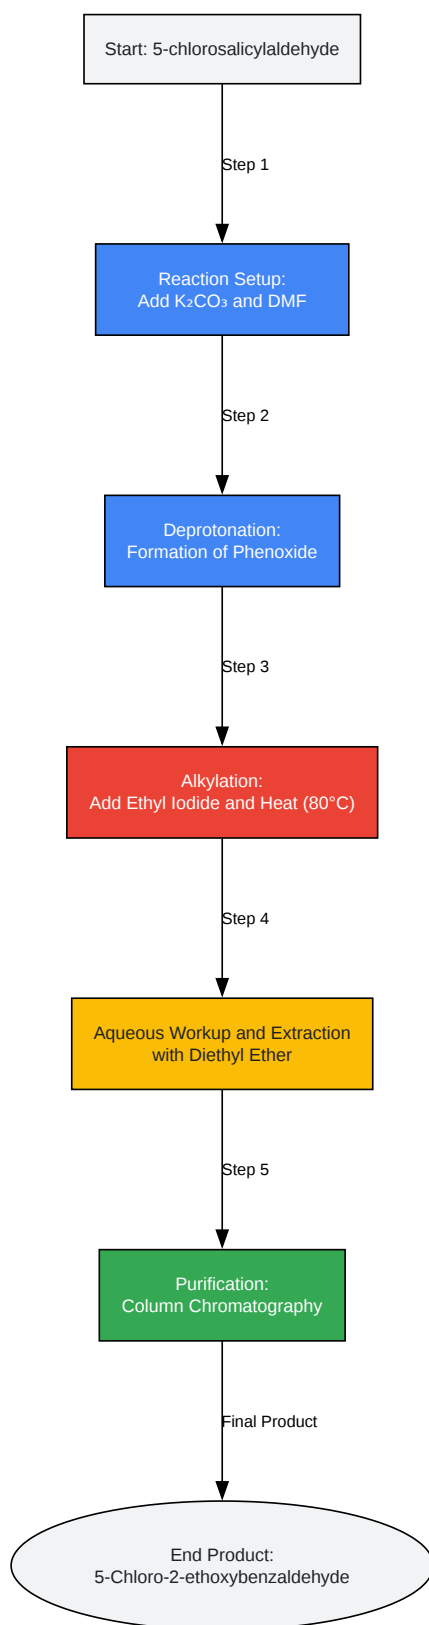 Start: 5-chlorosalicylaldehyde
Step 1
Reaction Setup:
Add K₂CO₃ and DMF
Step 2
Deprotonation:
Formation of Phenoxide
Step 3
Alkylation:
Add Ethyl Iodide and Heat (80°C)
Step 4
Aqueous Workup and Extraction
with Diethyl Ether
Step 5
Purification:
Column Chromatography
Final Product
End Product:
5-Chloro-2-ethoxybenzaldehyde